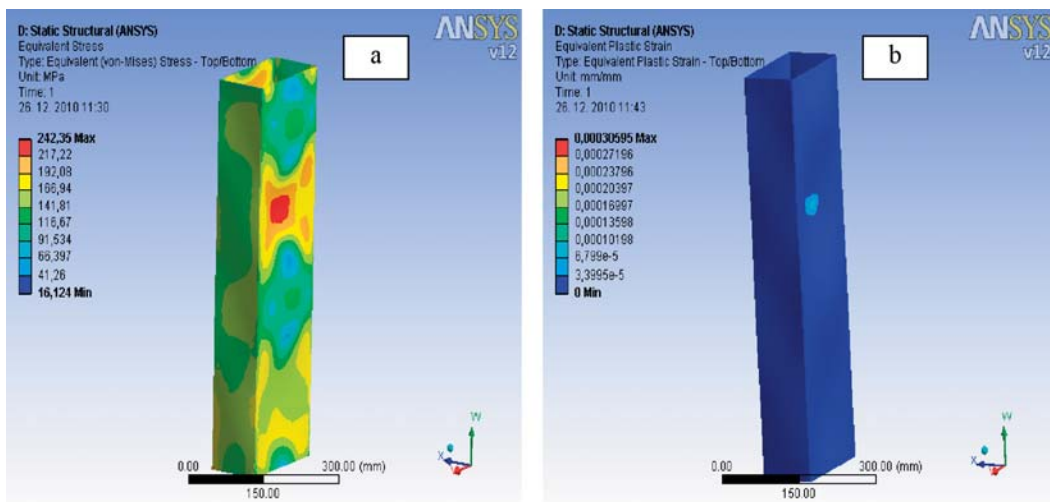 D: Static Structural (ANSYS)
Equivalent Stress
Type: Equivalent (von-Mises) Stress - Top/Bottom
Unit: MPa
Time: 1
26. 12. 2010 11:30
a
ANSYS
v12
242,35 Max
217,22
192,08
166,94
141,81
116,67
91,534
66,397
41,26
16,124 Min
W
X
0.00
300.00 (mm)
150.00
D: Static Structural (ANSYS)
Equivalent Plastic Strain
Type: Equivalent Plastic Strain - Top/Bottom
Unit: mm/mm
Time: 1
26. 12. 2010 11:43
b
ANSYS
v12
0,00030595 Max
0,00027196
0,00023796
0,00020397
0,00016997
0,00013598
0,00010198
6,799e-5
3,3995e-5
0 Min
W
X
0.00
300.00 (mm)
150.00